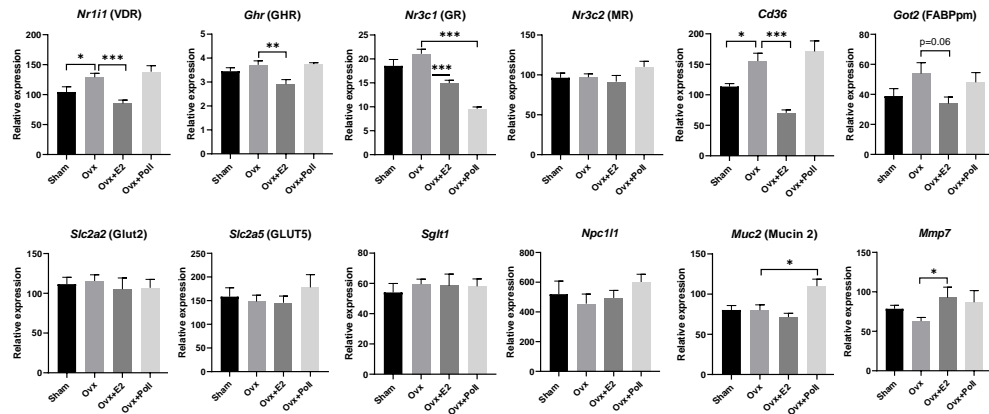 Nr1i1 (VDR)
Relative expression
200
150
100
50
0
*
***
Sham
Ovx
Ovx+E2
Ovx+Poll
Ghr (GHR)
Relative expression
6
5
4
3
2
1
0
**
Sham
Ovx
Ovx+E2
Ovx+Poll
Nr3c1 (GR)
Relative expression
25
20
15
10
5
0
***
***
Sham
Ovx
Ovx+E2
Ovx+Poll
Nr3c2 (MR)
Relative expression
200
150
100
50
0
Sham
Ovx
Ovx+E2
Ovx+Poll
Cd36
Relative expression
200
150
100
50
0
*
***
Sham
Ovx
Ovx+E2
Ovx+Poll
Got2 (FABPpm)
Relative expression
100
80
60
40
20
0
p=0.06
Sham
Ovx
Ovx+E2
Ovx+Poll
Slc2a2 (Glut2)
Relative expression
200
150
100
50
0
Sham
Ovx
Ovx+E2
Ovx+Poll
Slc2a5 (GLUT5)
Relative expression
250
200
150
100
50
0
Sham
Ovx
Ovx+E2
Ovx+Poll
Sglt1
Relative expression
100
80
60
40
20
0
Sham
Ovx
Ovx+E2
Ovx+Poll
Npc1l1
Relative expression
800
600
400
200
0
Sham
Ovx
Ovx+E2
Ovx+Poll
Muc2 (Mucin 2)
Relative expression
150
100
50
0
*
Sham
Ovx
Ovx+E2
Ovx+Poll
Mmp7
Relative expression
200
150
100
50
0
*
Sham
Ovx
Ovx+E2
Ovx+Poll